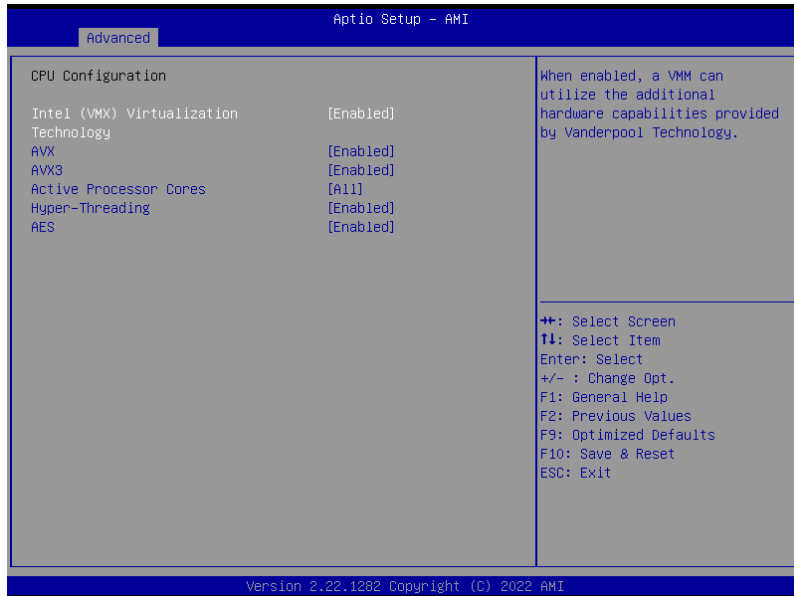 Aptio Setup – AMI
Advanced
CPU Configuration
Intel (VMX) Virtualization [Enabled]
Technology
AVX [Enabled]
AVX3 [Enabled]
Active Processor Cores [All]
Hyper-Threading [Enabled]
AES [Enabled]
When enabled, a VMM can
utilize the additional
hardware capabilities provided
by Vanderpool Technology.
→←: Select Screen
↑↓: Select Item
Enter: Select
+/- : Change Opt.
F1: General Help
F2: Previous Values
F9: Optimized Defaults
F10: Save & Reset
ESC: Exit
Version 2.22.1282 Copyright (C) 2022 AMI